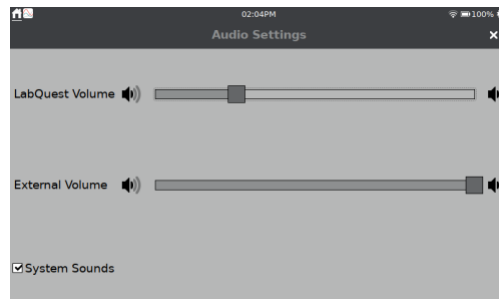 02:04PM
100%
Audio Settings
LabQuest Volume
External Volume
System Sounds